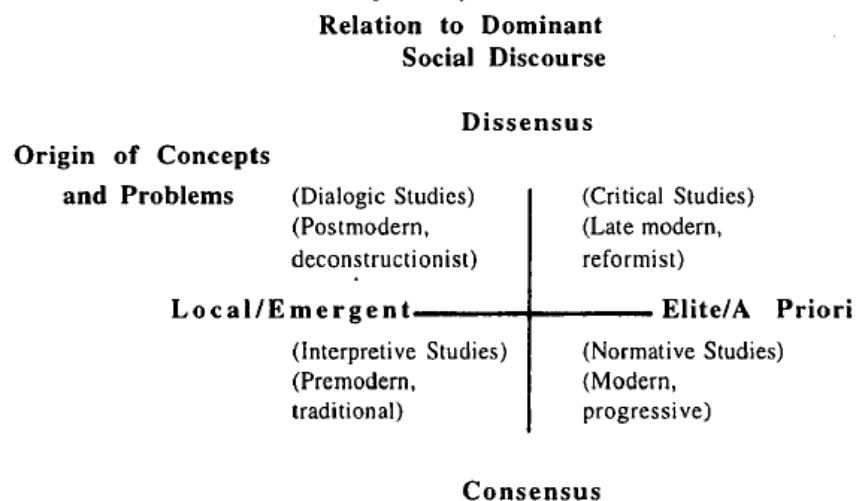 Relation to Dominant
Social Discourse
Dissensus
Origin of Concepts
and Problems
(Dialogic Studies)
(Postmodern,
deconstructionist)
(Critical Studies)
(Late modern,
reformist)
Local/Emergent
Elite/A Priori
(Interpretive Studies)
(Premodern,
traditional)
(Normative Studies)
(Modern,
progressive)
Consensus